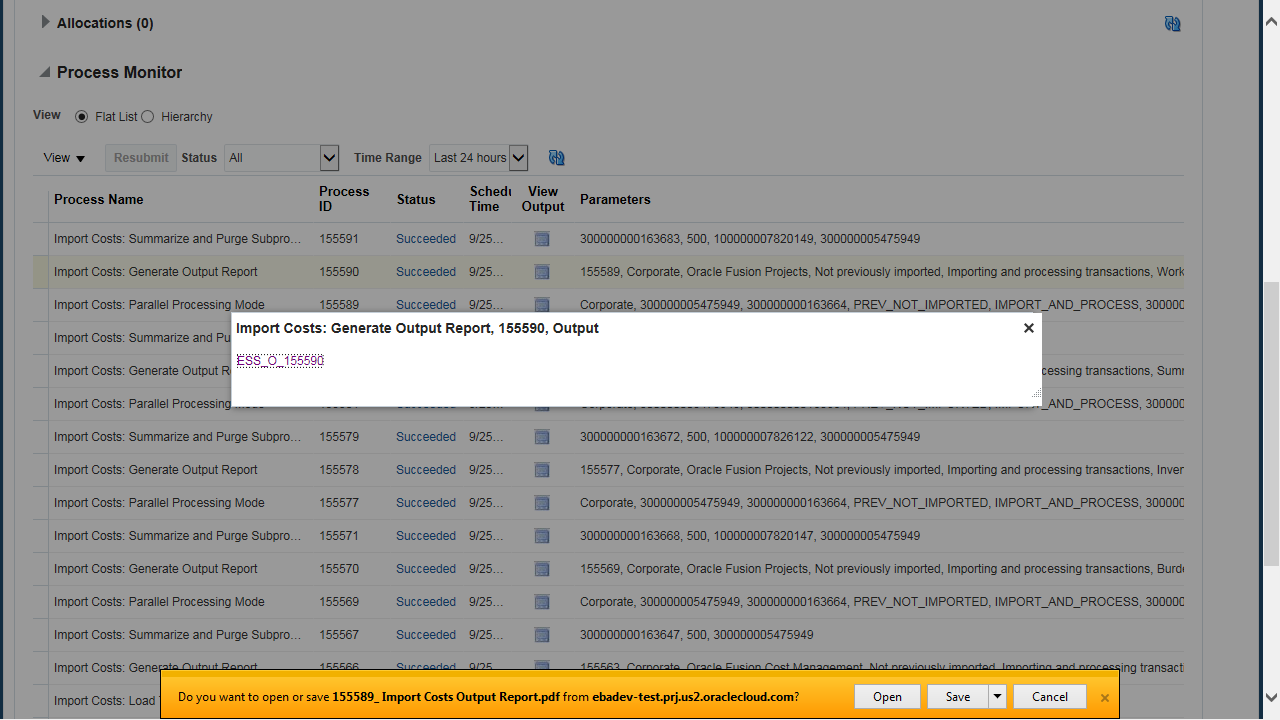 Allocations (0)
Process Monitor
View Flat List Hierarchy
View Resubmit Status All Time Range Last 24 hours
Process Name Process ID Status Schedu Time View Output Parameters
Import Costs: Summarize and Purge Subpro... 155591 Succeeded 9/25... 300000000163683, 500, 100000007820149, 300000005475949
Import Costs: Generate Output Report 155590 Succeeded 9/25... 155589, Corporate, Oracle Fusion Projects, Not previously imported, Importing and processing transactions, Work
Import Costs: Parallel Processing Mode 155589 Succeeded 9/25... Corporate, 300000005475949, 300000000163664, PREV_NOT_IMPORTED, IMPORT_AND_PROCESS, 300000
Import Costs: Generate Output Report, 155590, Output
ESS_O_155590
Import Costs: Summarize and Pu
Import Costs: Generate Output R cessing transactions, Sumr
Import Costs: Parallel Processing Mode PREV_NOT_IMPORTED, IMPORT_AND_PROCESS, 300000
Import Costs: Summarize and Purge Subpro... 155579 Succeeded 9/25... 300000000163672, 500, 100000007826122, 300000005475949
Import Costs: Generate Output Report 155578 Succeeded 9/25... 155577, Corporate, Oracle Fusion Projects, Not previously imported, Importing and processing transactions, Inver
Import Costs: Parallel Processing Mode 155577 Succeeded 9/25... Corporate, 300000005475949, 300000000163664, PREV_NOT_IMPORTED, IMPORT_AND_PROCESS, 300000
Import Costs: Summarize and Purge Subpro... 155571 Succeeded 9/25... 300000000163668, 500, 100000007820147, 300000005475949
Import Costs: Generate Output Report 155570 Succeeded 9/25... 155569, Corporate, Oracle Fusion Projects, Not previously imported, Importing and processing transactions, Burde
Import Costs: Parallel Processing Mode 155569 Succeeded 9/25... Corporate, 300000005475949, 300000000163664, PREV_NOT_IMPORTED, IMPORT_AND_PROCESS, 300000
Import Costs: Summarize and Purge Subpro... 155567 Succeeded 9/25... 300000000163647, 500, 300000005475949
Import Costs: Generate Output Report 155566 Succeeded 9/25... 155563, Corporate, Oracle Fusion Cost Management, Not previously imported, Importing and processing transacti
Import Costs: Load
Do you want to open or save 155589_ Import Costs Output Report.pdf from ebadev-test.prj.us2.oraclecloud.com? Open Save Cancel